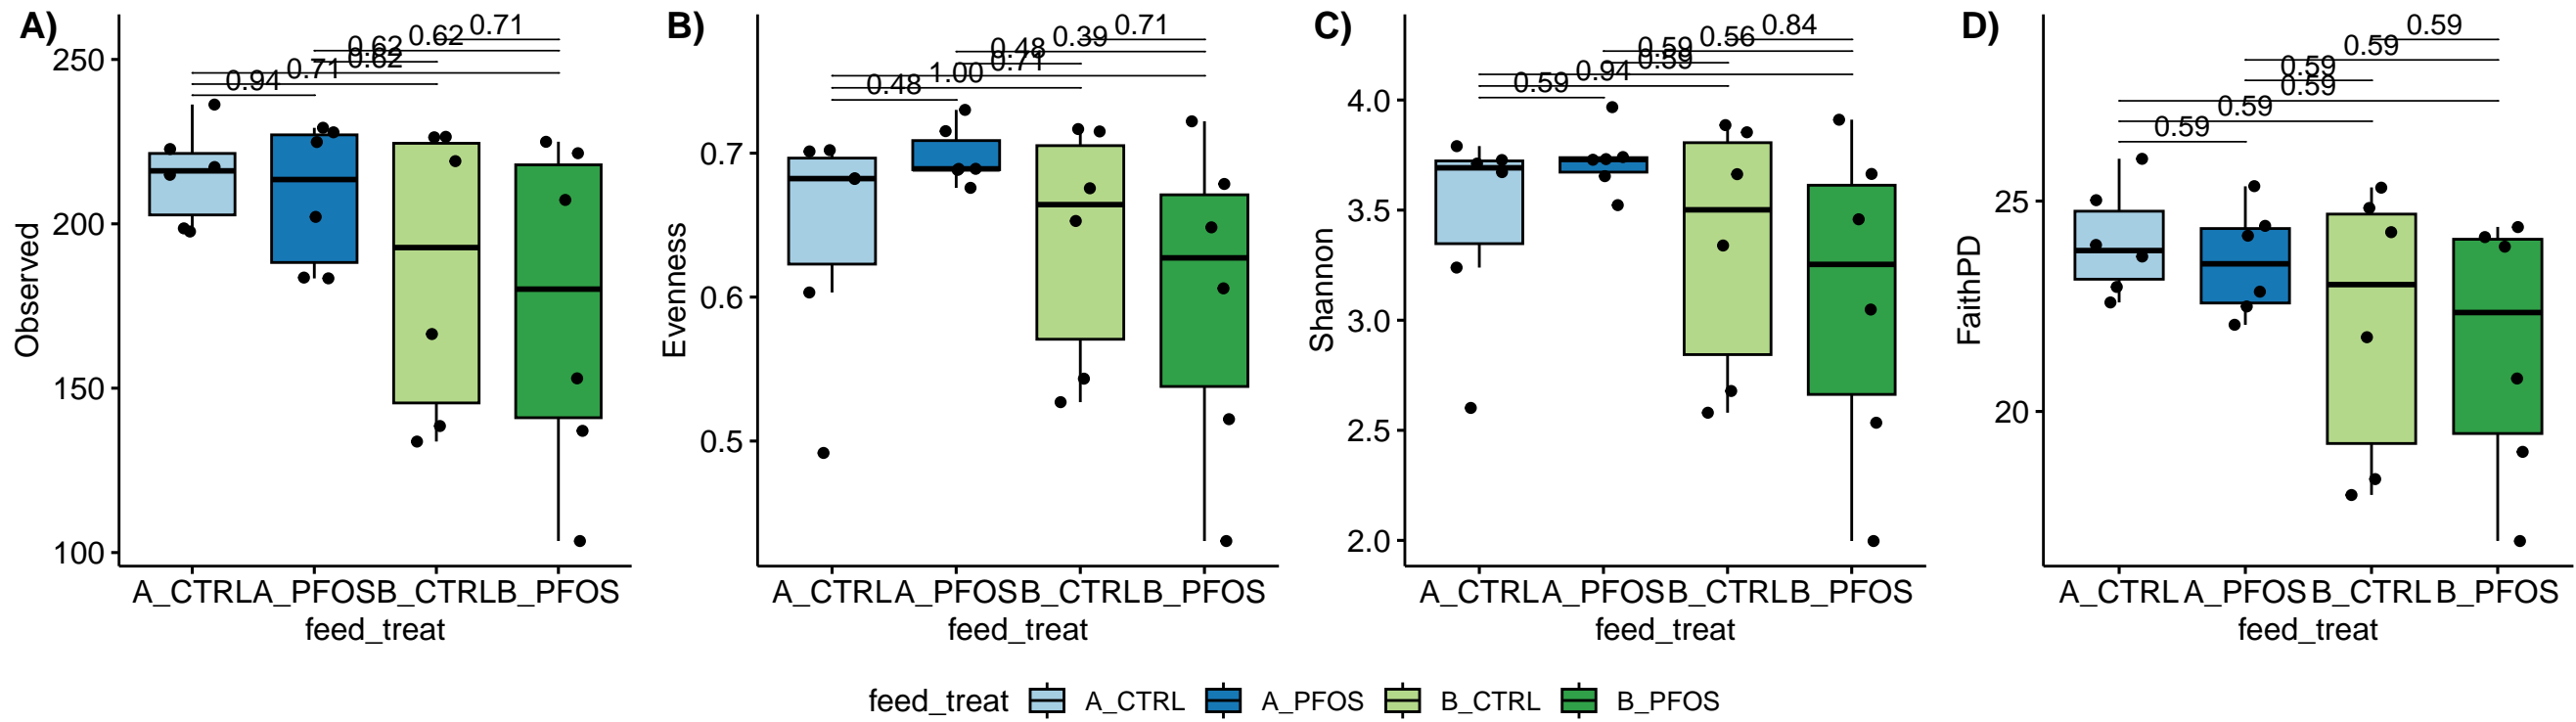 A)
0.71
0.62
0.62
0.62
0.71
0.94
250
200
150
100
Observed
A_CTRL A_PFOS B_CTRL B_PFOS
feed_treat
B)
0.71
0.39
0.48
0.71
1.00
0.48
0.7
0.6
0.5
Evenness
A_CTRL A_PFOS B_CTRL B_PFOS
feed_treat
C)
0.84
0.56
0.59
0.59
0.94
0.59
4.0
3.5
3.0
2.5
2.0
Shannon
A_CTRL A_PFOS B_CTRL B_PFOS
feed_treat
D)
0.59
0.59
0.59
0.59
0.59
0.59
25
20
FaithPD
A_CTRL A_PFOS B_CTRL B_PFOS
feed_treat
feed_treat A_CTRL A_PFOS B_CTRL B_PFOS